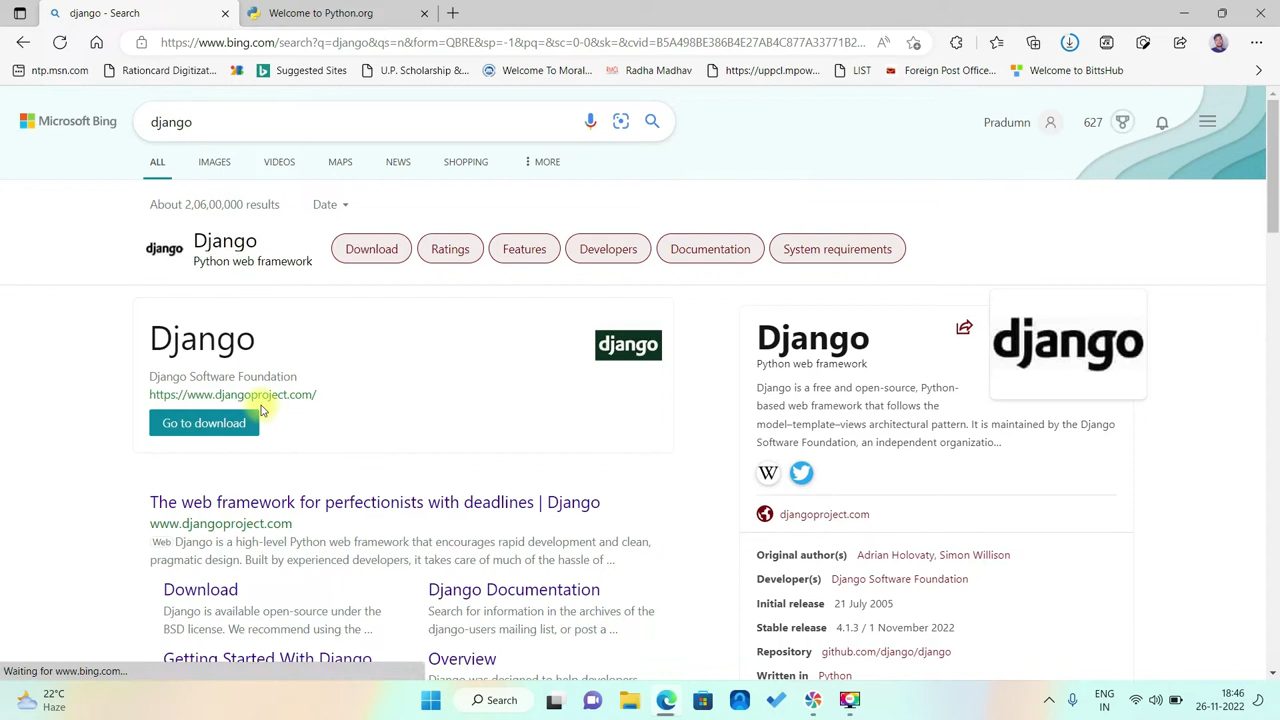 django - Search
Welcome to Python.org
https://www.bing.com/search?q=django&qs=n&form=QBRE&sp=-1&pq=&sc=0-0&sk=&cvid=B5A498BE386B4E27AB4C877A33771B2...
ntp.msn.com
Rationcard Deptatio...
Suggested Sites
U.P. Scholarship &...
Welcome To Moral...
Radha Madhav
https://uppcl.mpow...
LIST
Foreign Post Office...
Welcome to BittsHub
Microsoft Bing
django
Pradumn
627
ALL
IMAGES
VIDEOS
MAPS
NEWS
SHOPPING
MORE
About 2,06,00,000 results
Date
django
Django
Python web framework
Download
Ratings
Features
Developers
Documentation
System requirements
Django
django
Django Software Foundation
https://www.djangoproject.com/
Go to download
The web framework for perfectionists with deadlines | Django
www.djangoproject.com
Web Django is a high-level Python web framework that encourages rapid development and clean,
pragmatic design. Built by experienced developers, it takes care of much of the hassle of ...
Download
Django is available open-source under the
BSD license. We recommend using the ...
Django Documentation
Search for information in the archives of the
django-users mailing list, or post a ...
Getting Started With Django
Overview
Django was designed to help developers
Django
Python web framework
django
Django is a free and open-source, Python-
based web framework that follows the
model–template–views architectural pattern. It is maintained by the Django
Software Foundation, an independent organizatio...
W
djangoproject.com
Original author(s) Adrian Holovaty, Simon Willison
Developer(s) Django Software Foundation
Initial release 21 July 2005
Stable release 4.1.3 / 1 November 2022
Repository github.com/django/django
Written in Python
Waiting for www.bing.com...
22°C
Haze
Search
ENG
IN
18:46
26-11-2022